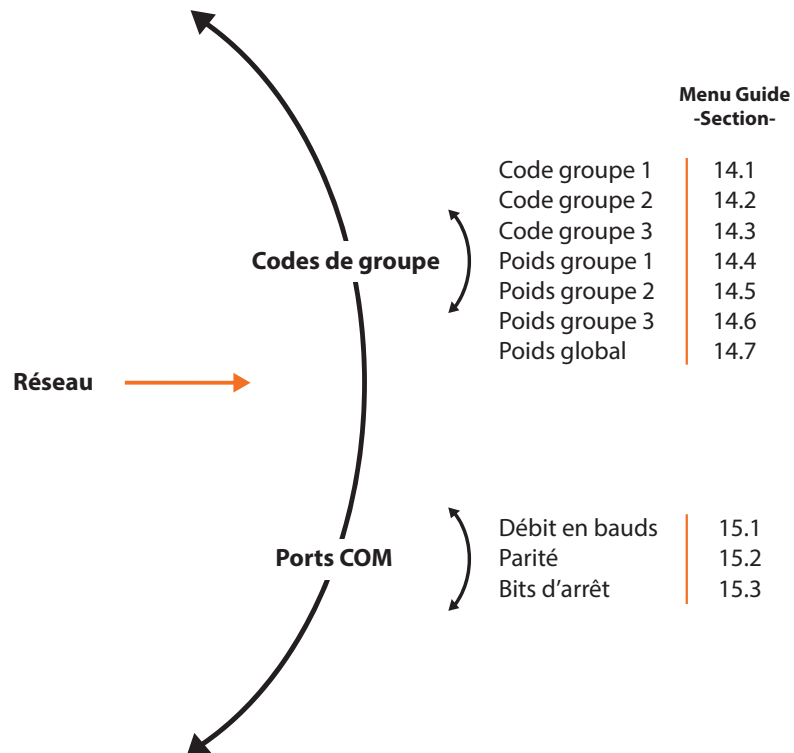 Menu Guide
-Section-
Code groupe 1 14.1
Code groupe 2 14.2
Code groupe 3 14.3
Codes de groupe
Poids groupe 1 14.4
Poids groupe 2 14.5
Poids groupe 3 14.6
Poids global 14.7
Réseau
Débit en bauds 15.1
Ports COM
Parité 15.2
Bits d’arrêt 15.3